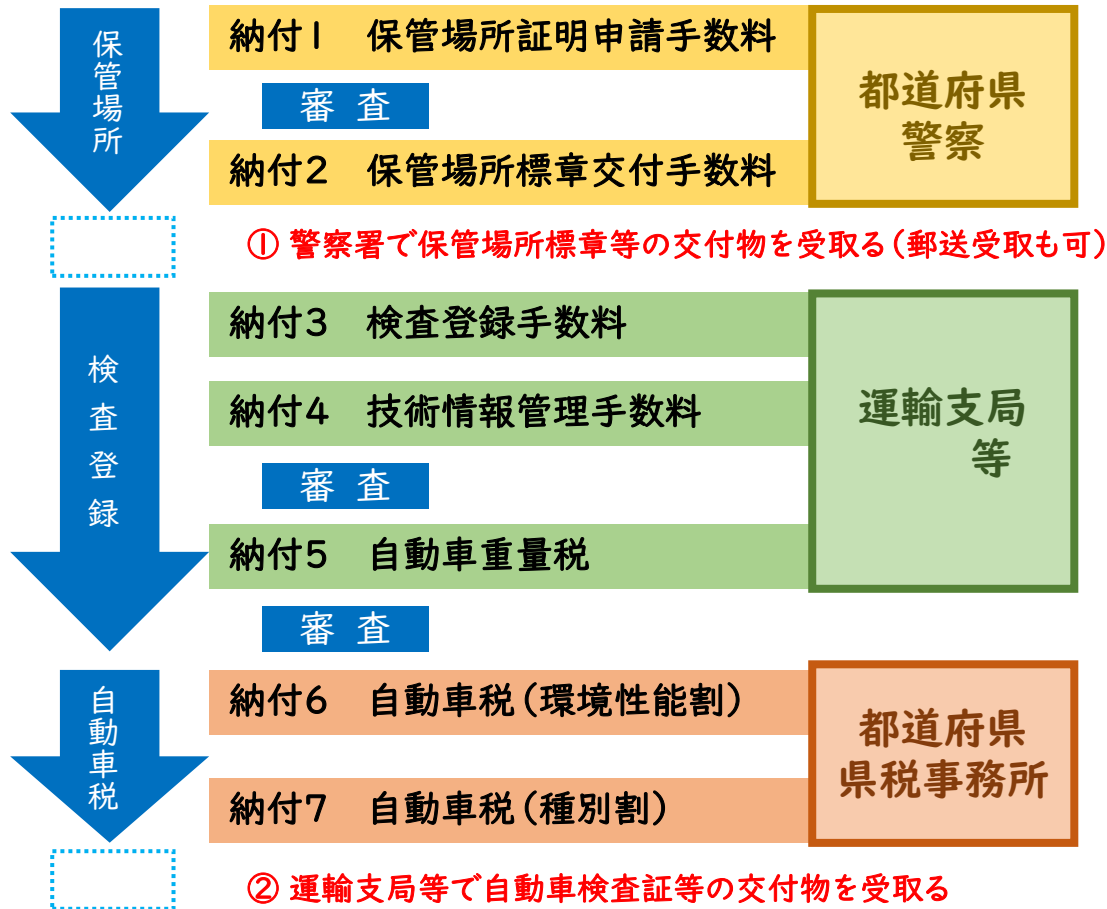 保管場所
納付1　保管場所証明申請手数料
審 査
納付2　保管場所標章交付手数料
都道府県
警察
① 警察署で保管場所標章等の交付物を受取る（郵送受取も可）
検査登録
納付3　検査登録手数料
納付4　技術情報管理手数料
審 査
納付5　自動車重量税
審 査
運輸支局
等
自動車税
納付6　自動車税（環境性能割）
納付7　自動車税（種別割）
都道府県
県税事務所
② 運輸支局等で自動車検査証等の交付物を受取る